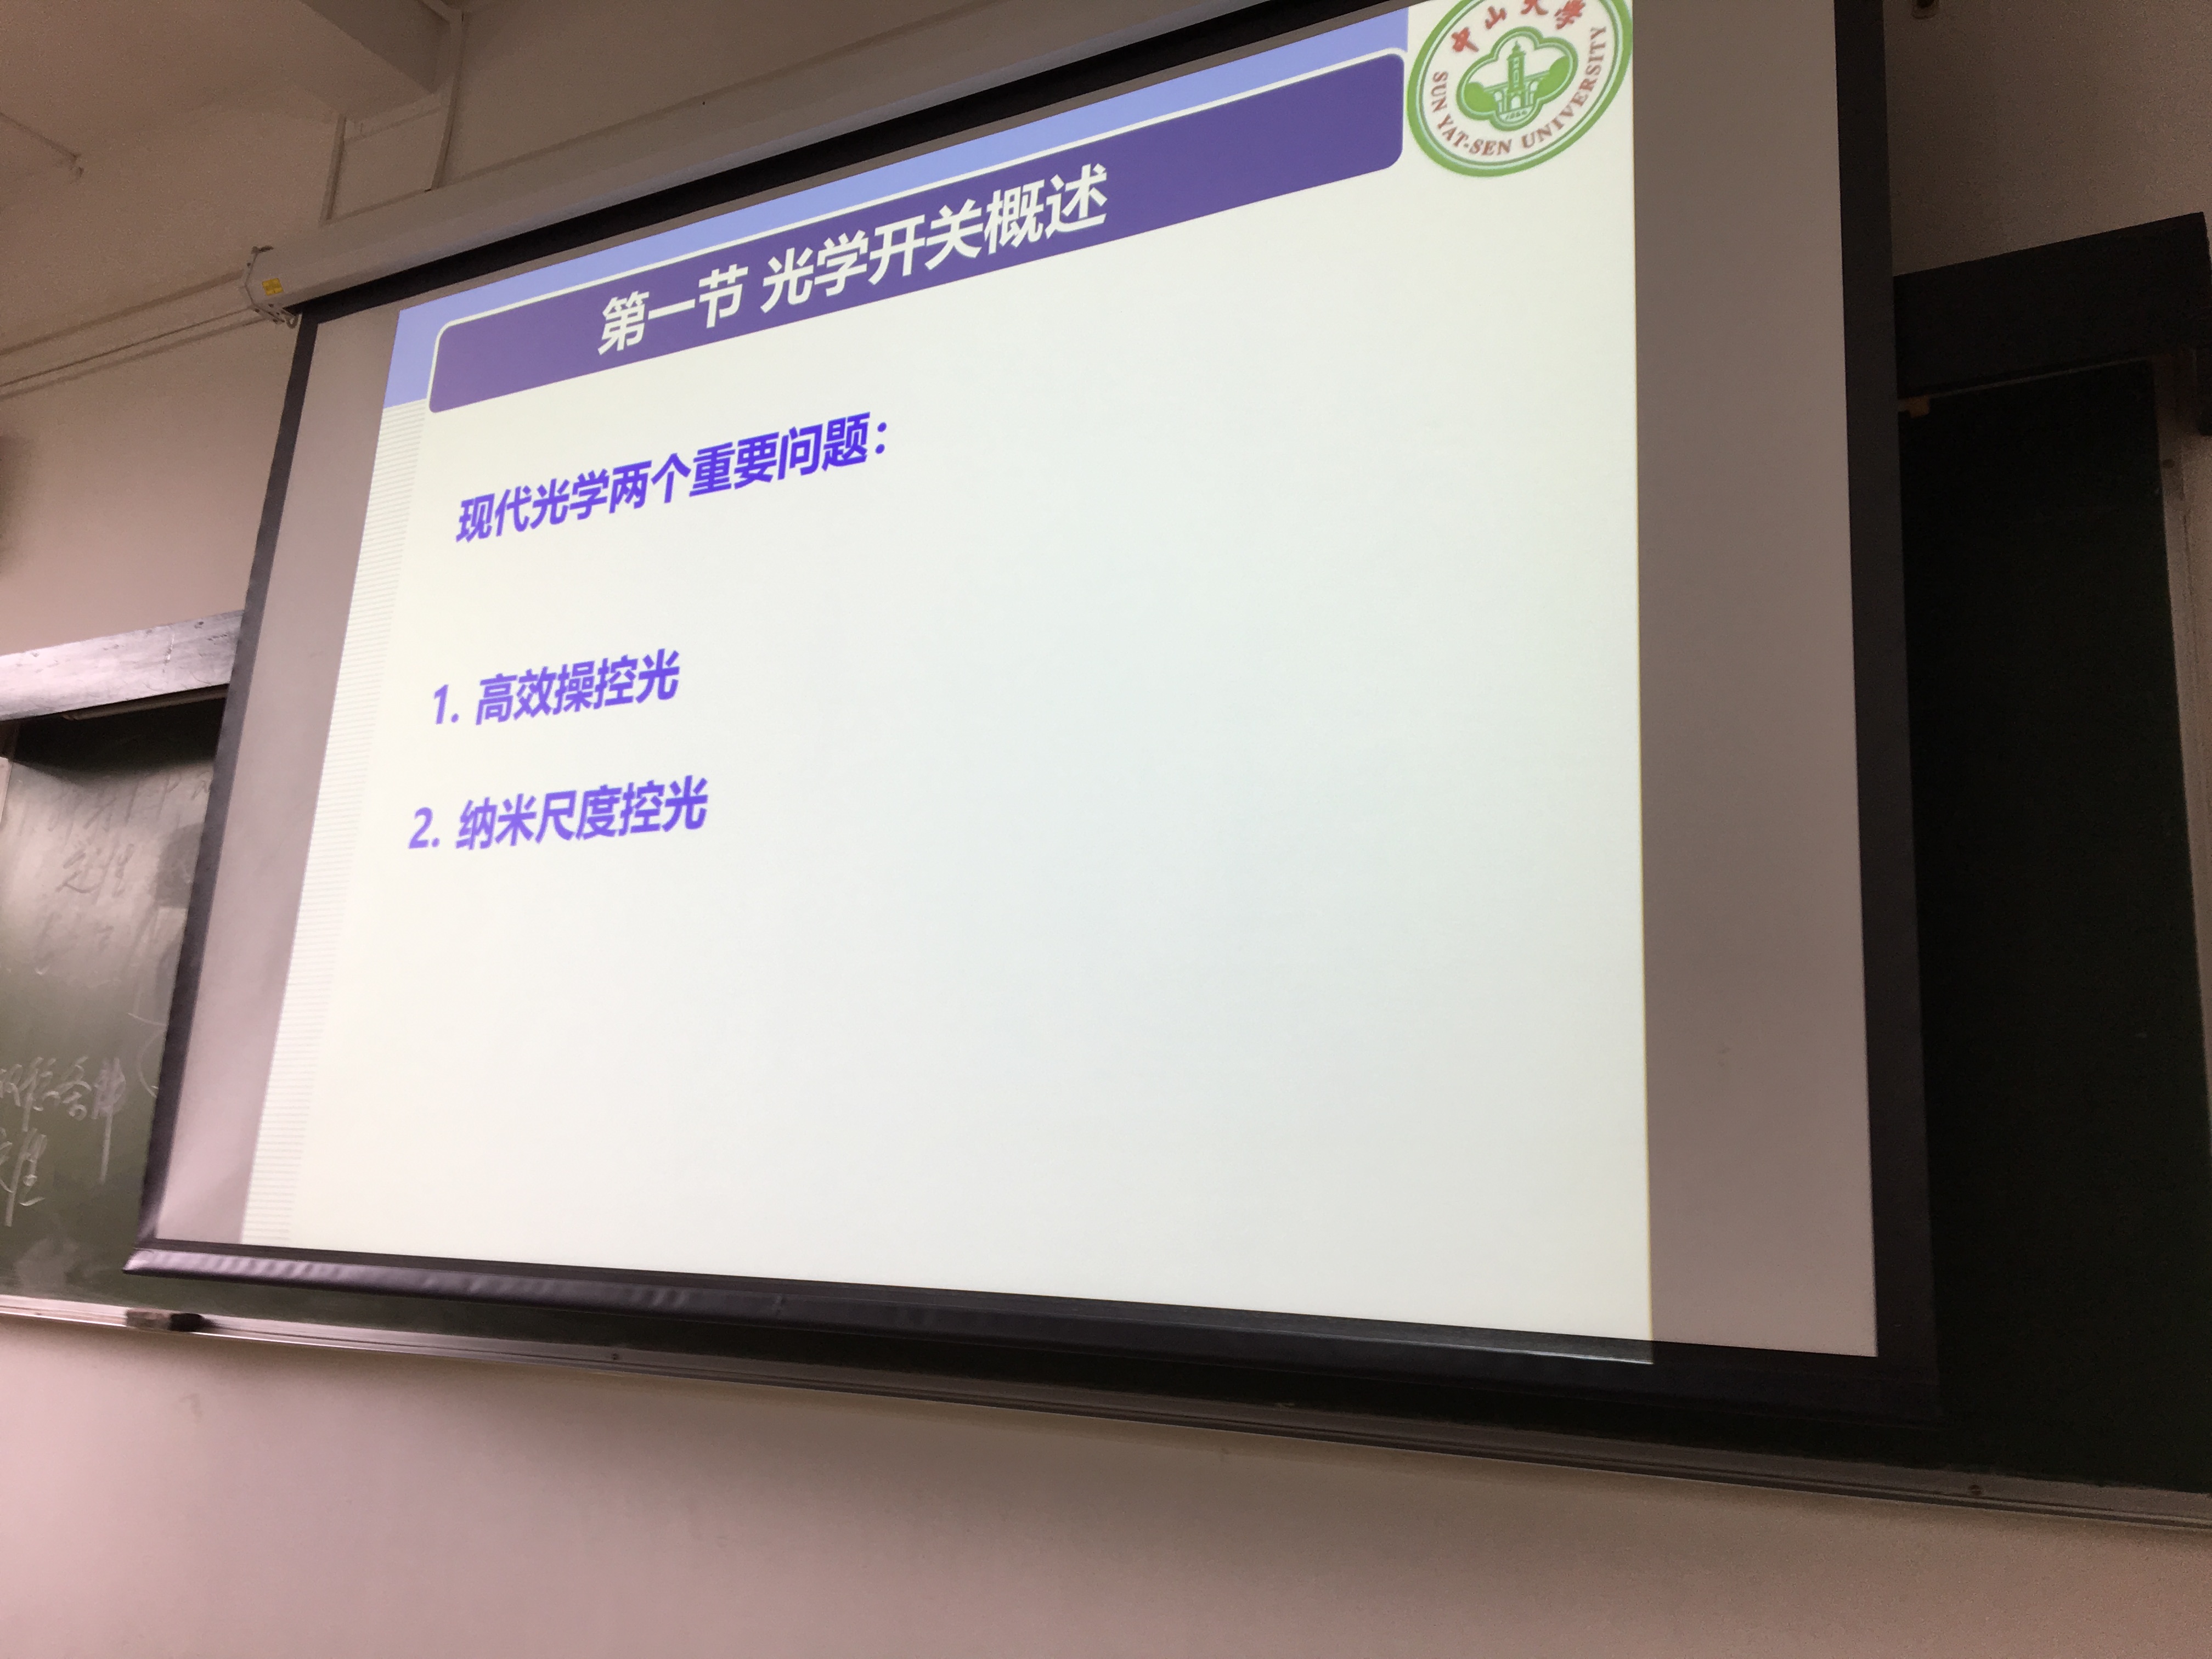 中山大学
SUN YAT-SEN UNIVERSITY
第一节 光学开关概述
现代光学两个重要问题：
1. 高效操控光
2. 纳米尺度控光